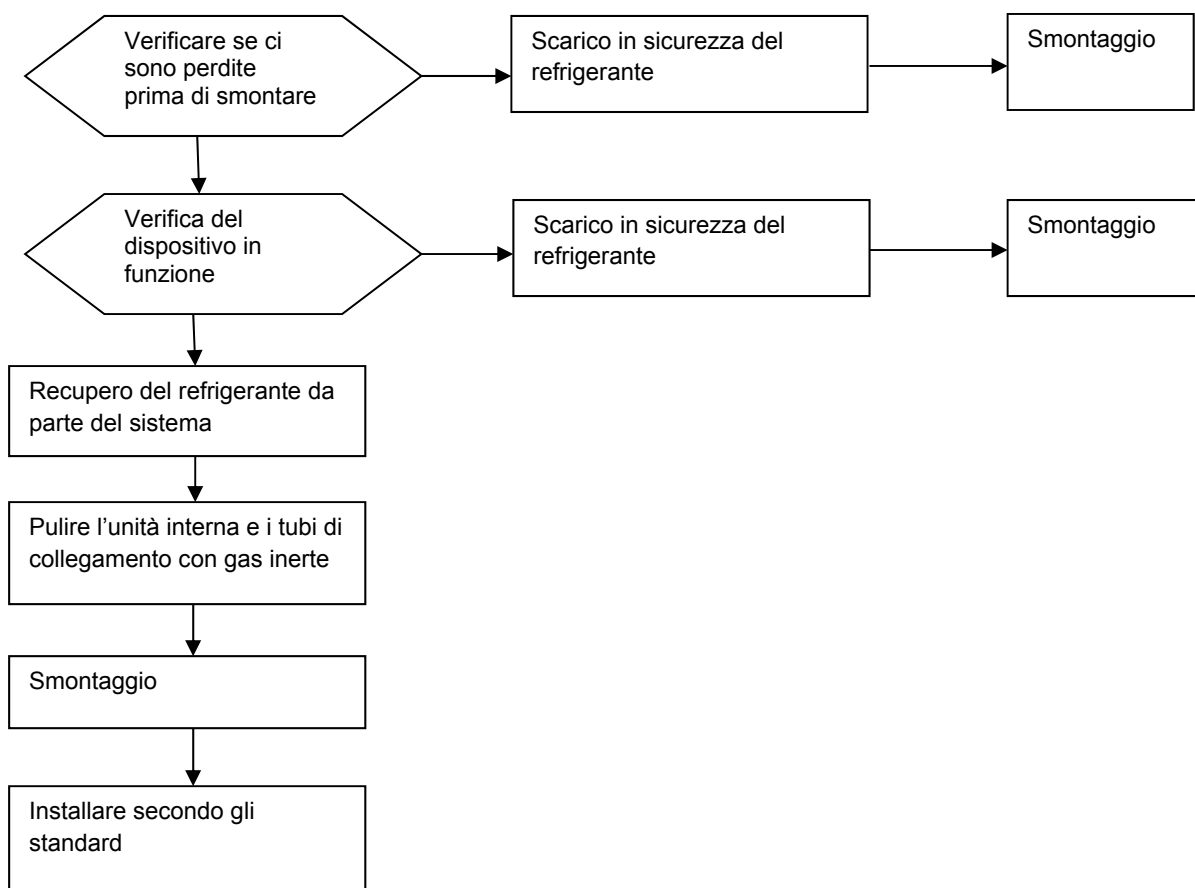 Verificare se ci
sono perdite
prima di smontare
Scarico in sicurezza del
refrigerante
Smontaggio
Verifica del
dispositivo in
funzione
Scarico in sicurezza del
refrigerante
Smontaggio
Recupero del refrigerante da
parte del sistema
Pulire l’unità interna e i tubi di
collegamento con gas inerte
Smontaggio
Installare secondo gli
standard